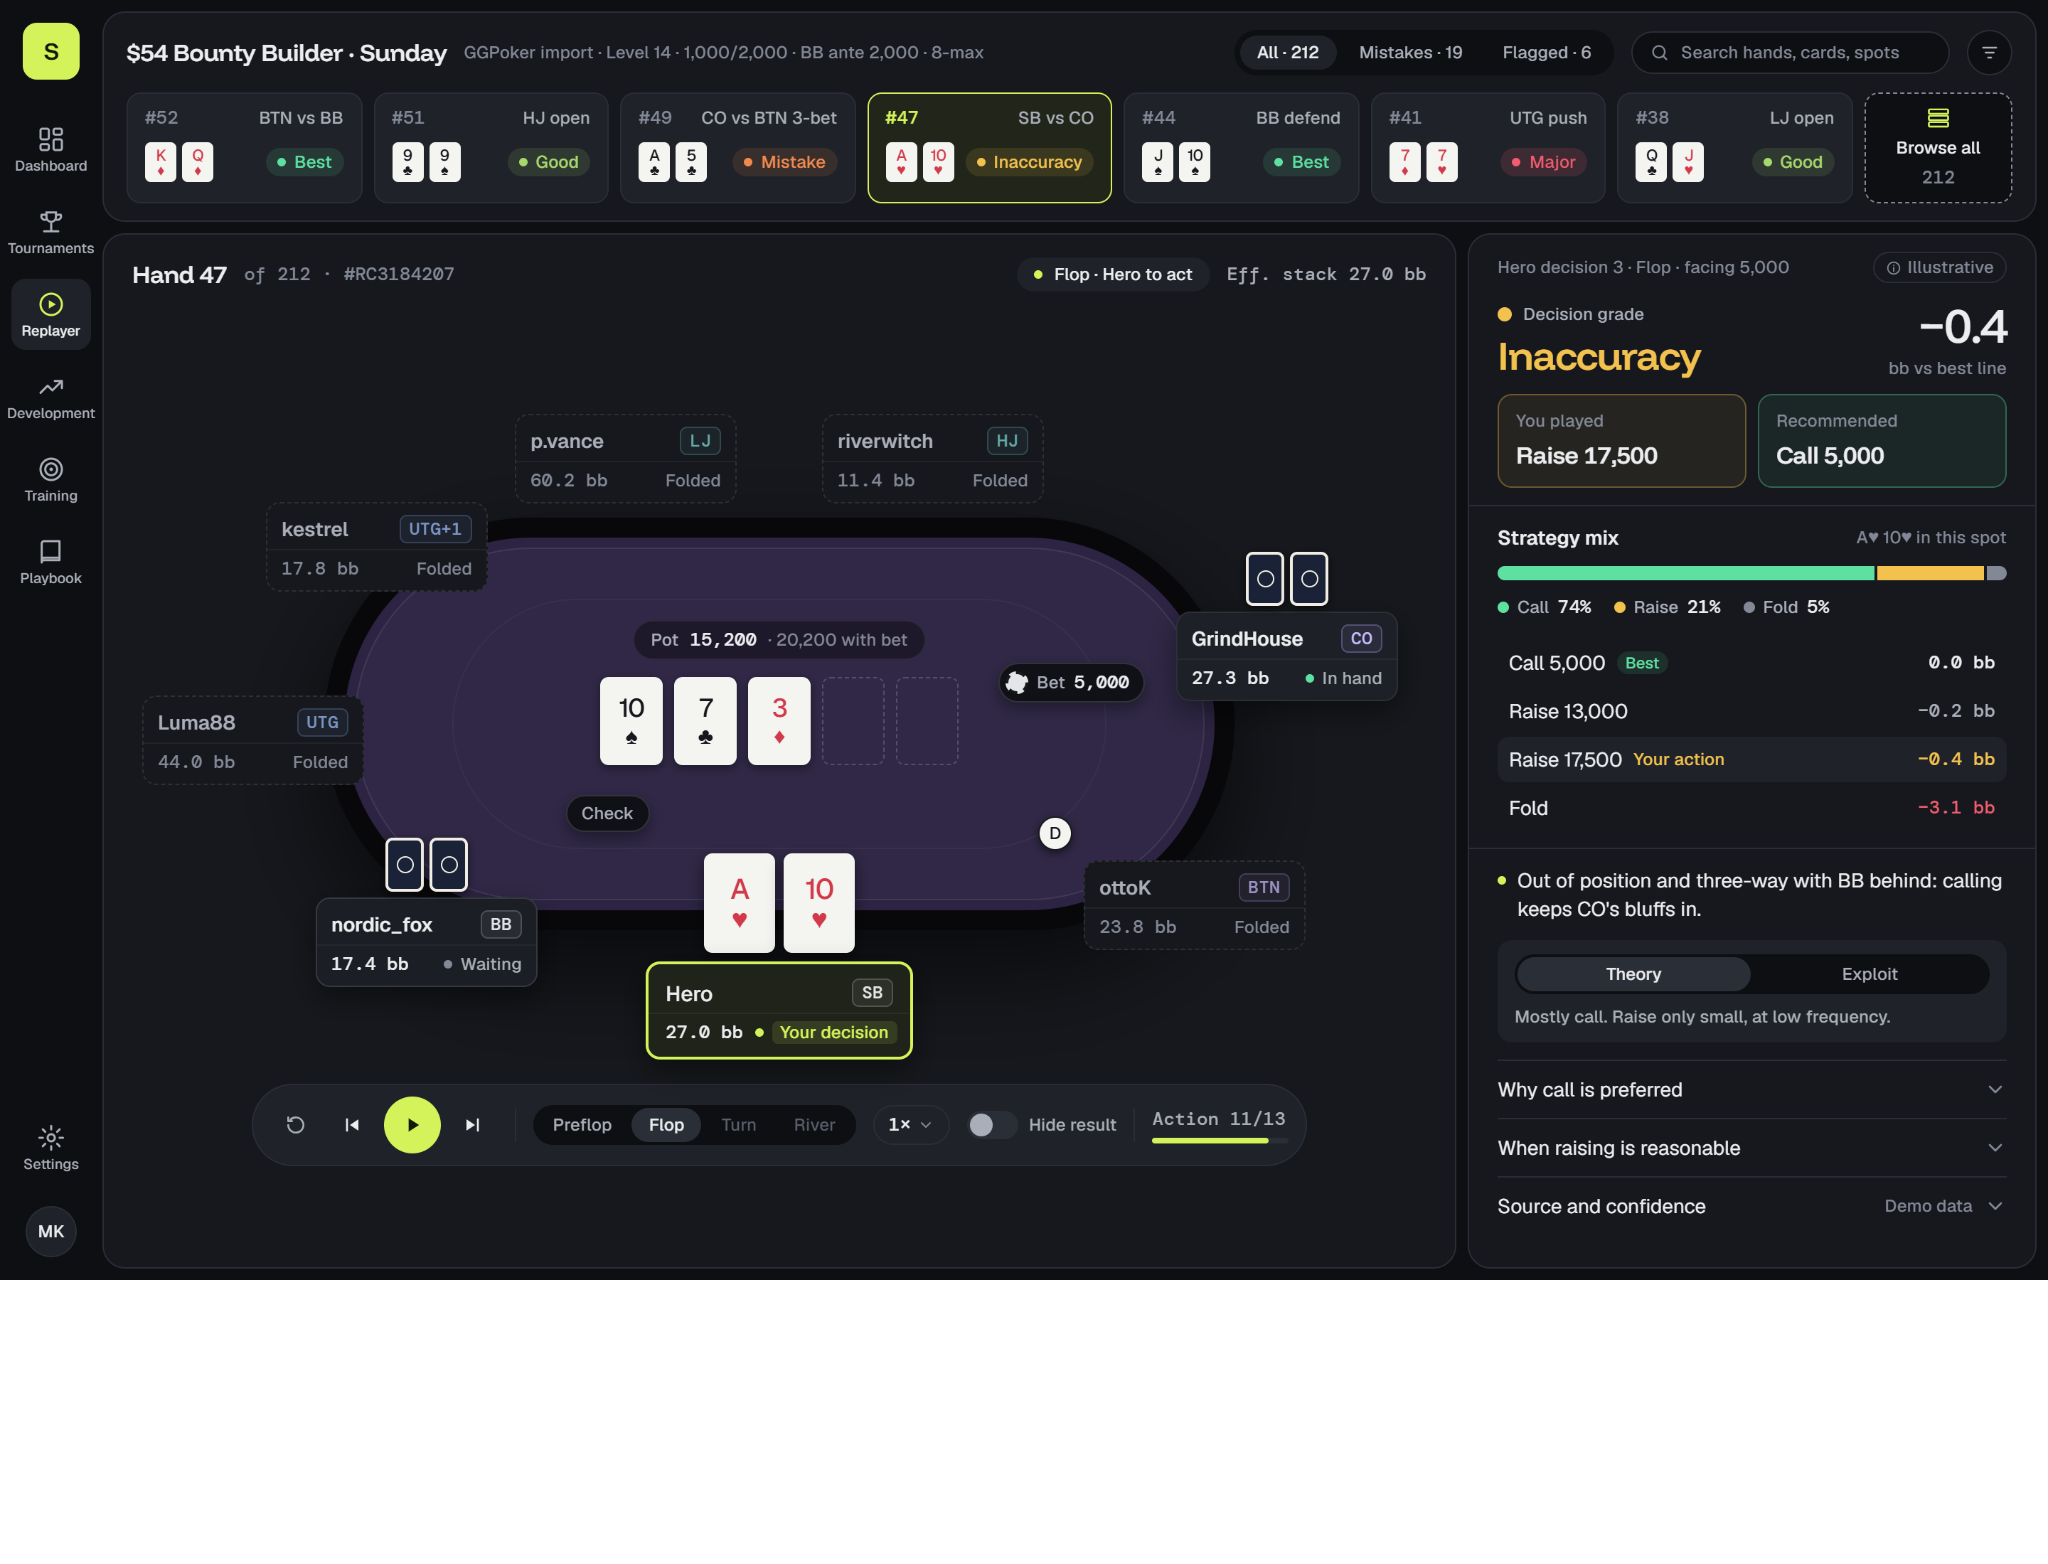 S
Dashboard
Tournaments
Replayer
Development
Training
Playbook
Settings
MK
$54 Bounty Builder · Sunday GGPoker import · Level 14 · 1,000/2,000 · BB ante 2,000 · 8-max
All · 212 Mistakes · 19 Flagged · 6
Search hands, cards, spots
#52 BTN vs BB
K♦ Q♦ Best
#51 HJ open
9♣ 9♠ Good
#49 CO vs BTN 3-bet
A♣ 5♣ Mistake
#47 SB vs CO
A♥ 10♥ Inaccuracy
#44 BB defend
J♠ 10♠ Best
#41 UTG push
7♦ 7♥ Major
#38 LJ open
Q♣ J♥ Good
Browse all
212
Hand 47 of 212 · #RC3184207
Flop · Hero to act
Eff. stack 27.0 bb
p.vance LJ
60.2 bb Folded
riverwitch HJ
11.4 bb Folded
kestrel UTG+1
17.8 bb Folded
GrindHouse CO
27.3 bb In hand
Pot 15,200 · 20,200 with bet
Bet 5,000
10♠ 7♣ 3♦
Luma88 UTG
44.0 bb Folded
Check
D
A♥ 10♥
ottoK BTN
23.8 bb Folded
nordic_fox BB
17.4 bb Waiting
Hero SB
27.0 bb Your decision
Preflop Flop Turn River
1×
Hide result
Action 11/13
Hero decision 3 · Flop · facing 5,000
Illustrative
Decision grade
Inaccuracy
−0.4
bb vs best line
You played
Raise 17,500
Recommended
Call 5,000
Strategy mix A♥ 10♥ in this spot
Call 74% Raise 21% Fold 5%
Call 5,000 Best 0.0 bb
Raise 13,000 −0.2 bb
Raise 17,500 Your action −0.4 bb
Fold −3.1 bb
Out of position and three-way with BB behind: calling
keeps CO's bluffs in.
Theory Exploit
Mostly call. Raise only small, at low frequency.
Why call is preferred
When raising is reasonable
Source and confidence Demo data